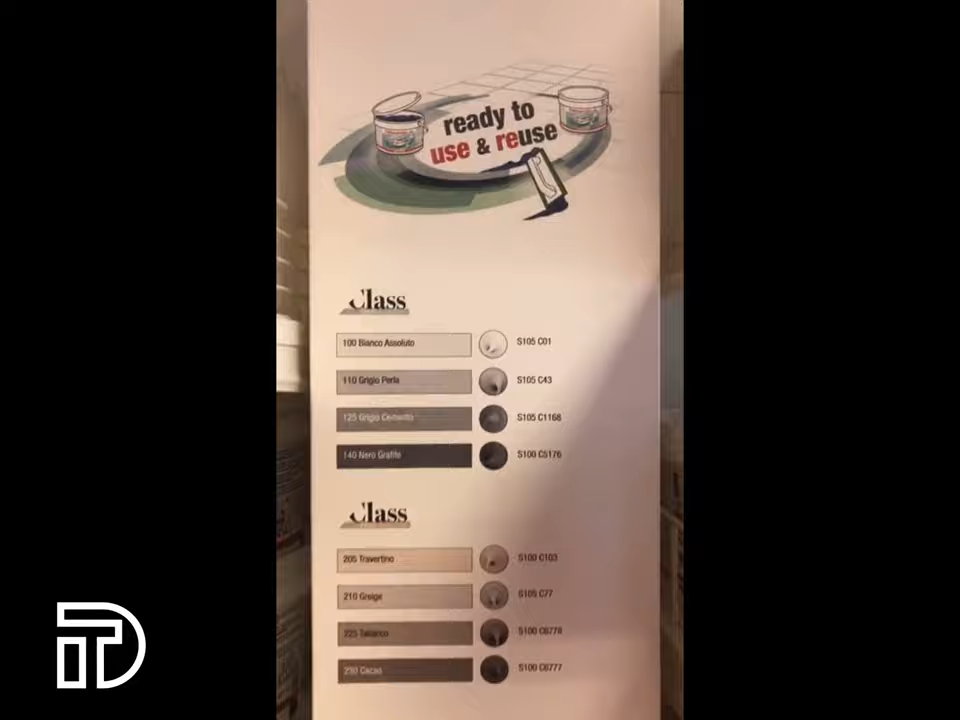 ready to
use & reuse
Class
100 Bianco Assoluto S105 C01
110 Grigio Perla S105 C43
125 Grigio Cemento S105 C1168
140 Nero Grafite S100 C5176
Class
205 Travertino S100 C103
210 Greige S105 C77
225 Tabacco S100 C6778
230 Cacao S100 C6777